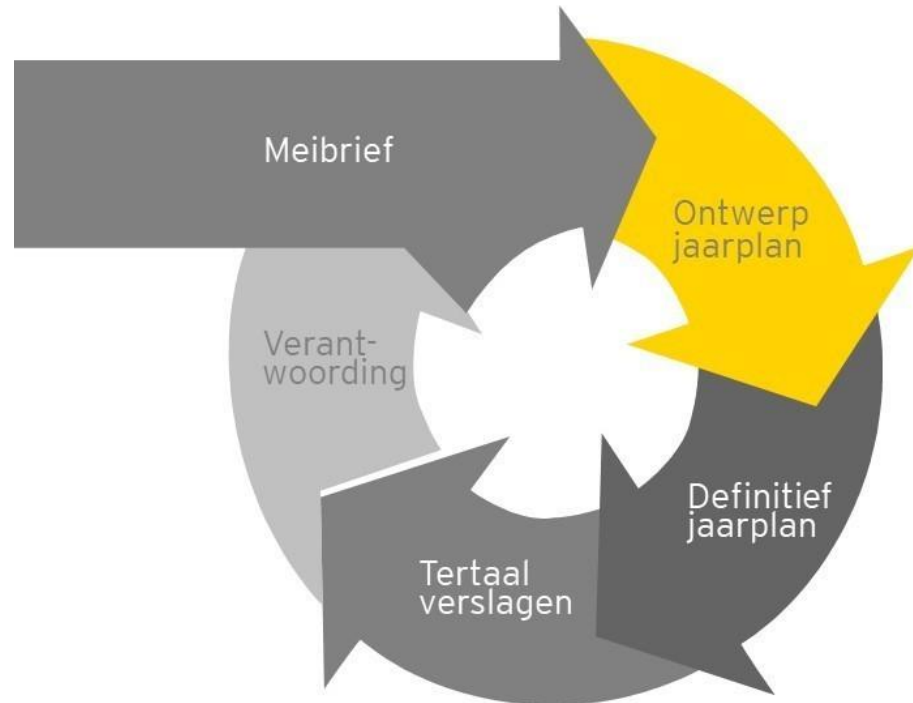 Meibrief
Ontwerp
jaarplan
Definitief
jaarplan
Tertaal
verslagen
Verant-
woording